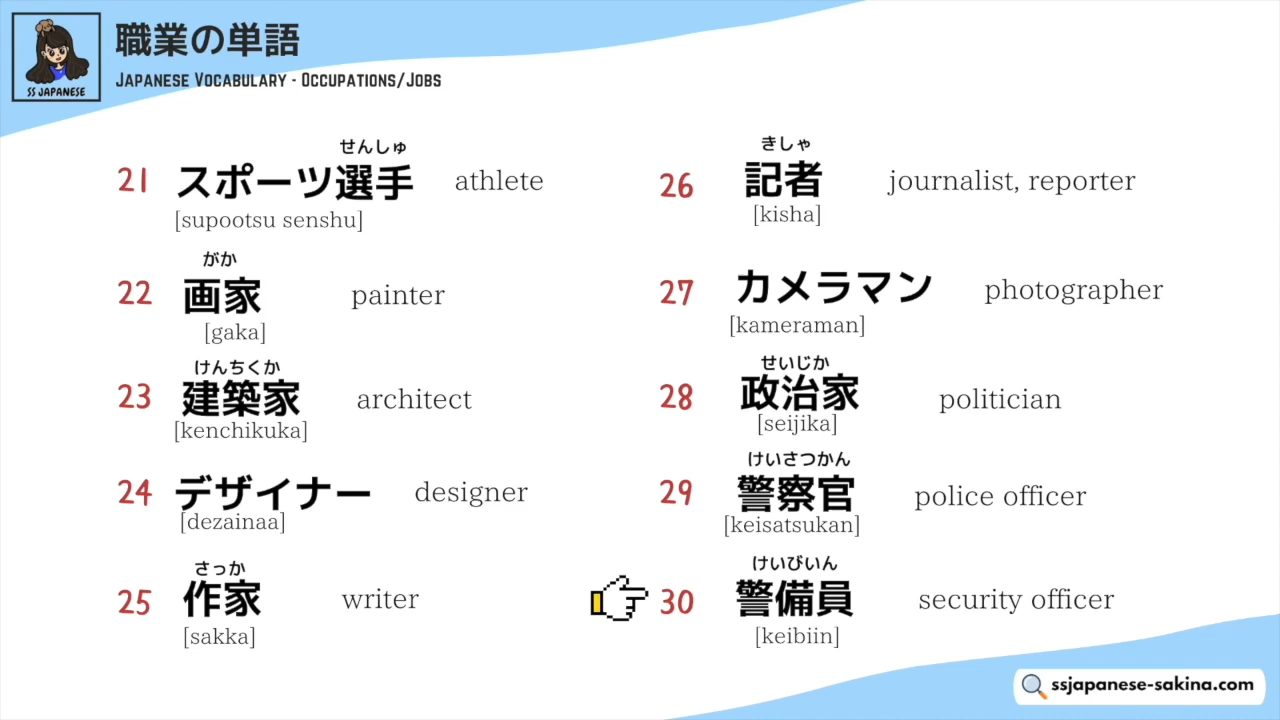 職業の単語
SS JAPANESE
Japanese Vocabulary - Occupations/Jobs
せんしゅ
21 スポーツ選手 athlete
[supootsu senshu]
がか
22 画家 painter
[gaka]
けんちくか
23 建築家 architect
[kenchikuka]
24 デザイナー designer
[dezainaa]
さっか
25 作家 writer
[sakka]
きしゃ
26 記者 journalist, reporter
[kisha]
27 カメラマン photographer
[kameraman]
せいじか
28 政治家 politician
[seijika]
けいさつかん
29 警察官 police officer
[keisatsukan]
けいびいん
30 警備員 security officer
[keibiin]
ssjapanese-sakina.com